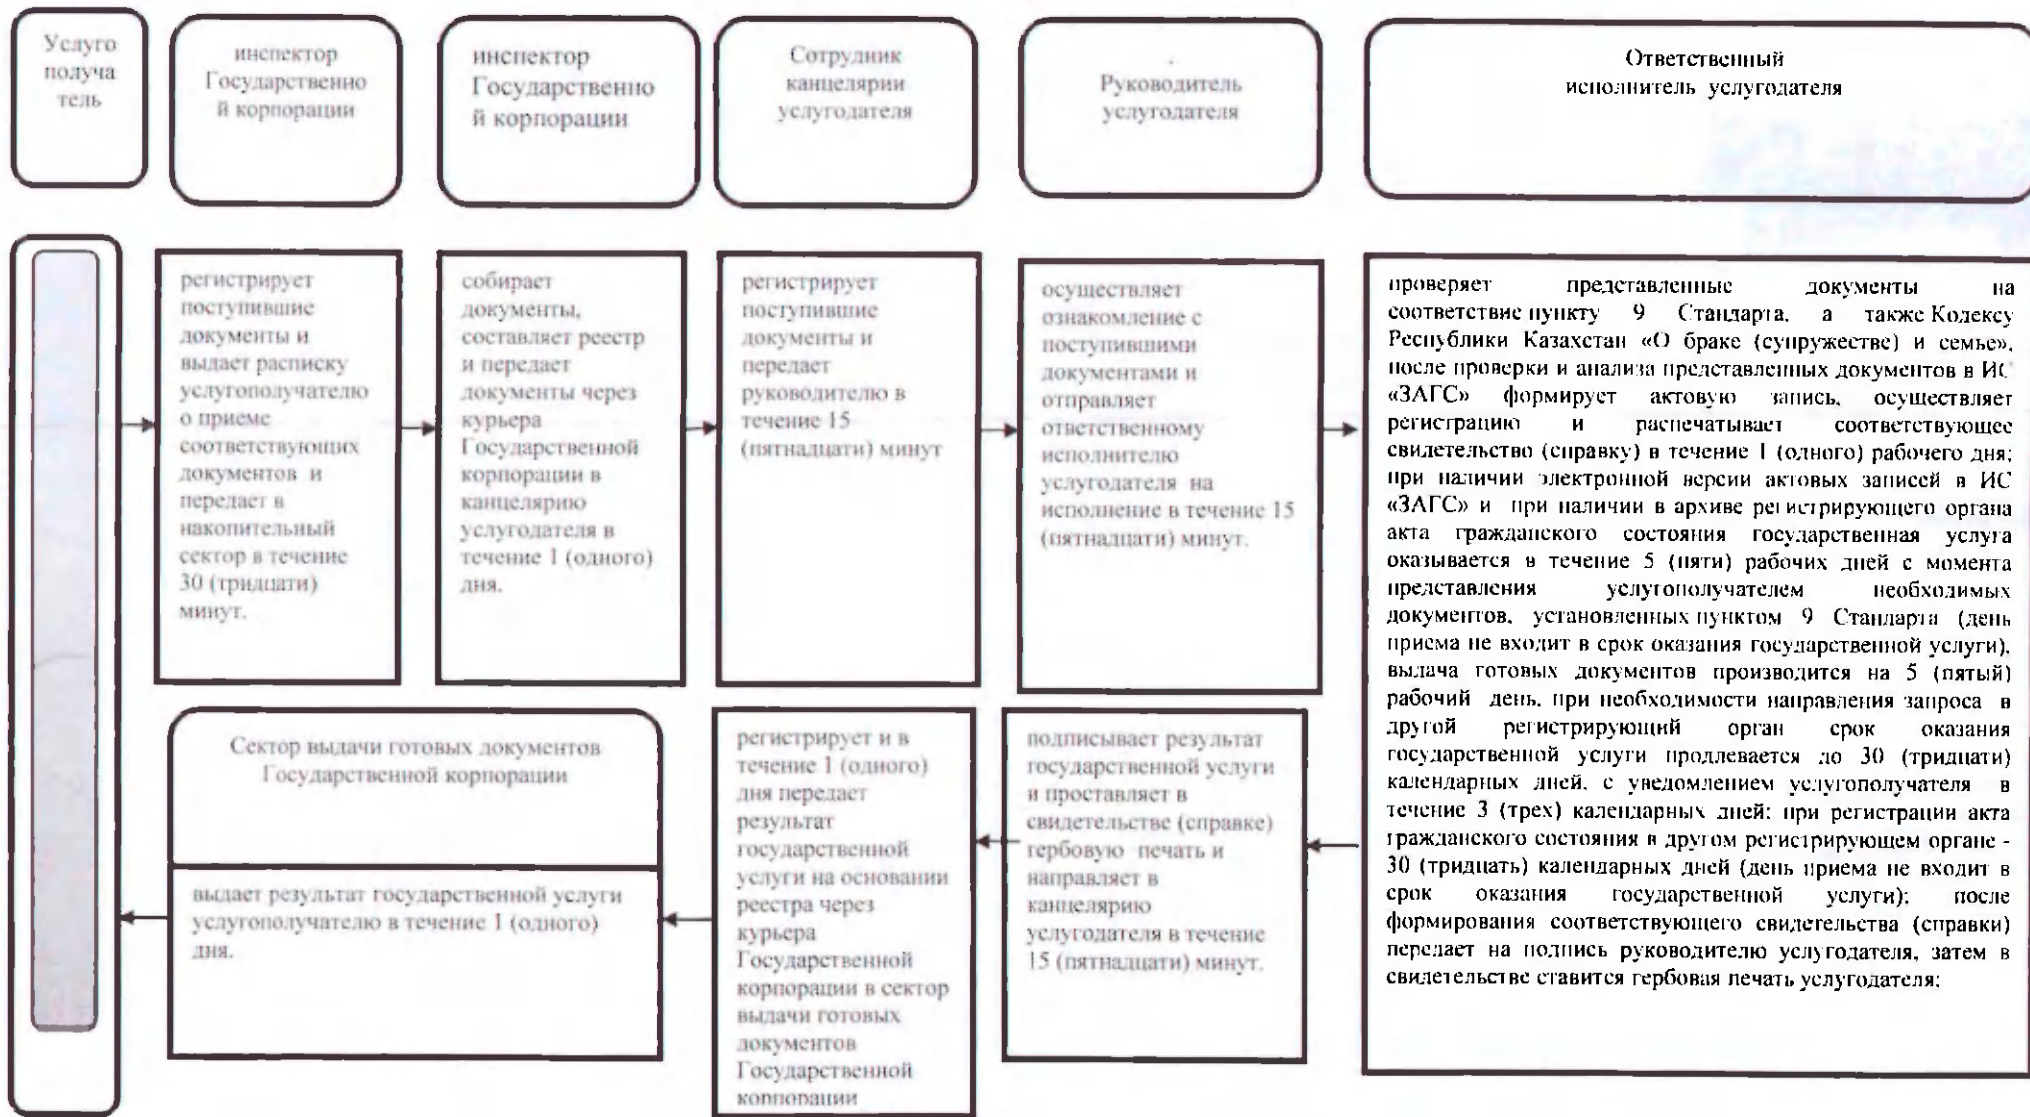 Услуго
получа
тель
инспектор
Государственно
й корпорации
инспектор
Государственно
й корпорации
Сотрудник
канцелярии
услугодателя
Руководитель
услугодателя
Ответственный
исполнитель услугодателя
регистрирует
поступившие
документы и
выдает расписку
услугополучателю
о приеме
соответствующих
документов и
передает в
накопительный
сектор в течение
30 (тридцати)
минут.
собирает
документы,
составляет реестр
и передает
документы через
курьера
Государственной
корпорации в
канцелярию
услугодателя в
течение 1 (одного)
дня.
регистрирует
поступившие
документы и
передает
руководителю в
течение 15
(пятнадцати) минут
осуществляет
ознакомление с
поступившими
документами и
отправляет
ответственному
исполнителю
услугодателя на
исполнение в течение 15
(пятнадцати) минут.
проверяет представленные документы на
соответствие пункту 9 Стандарта, а также Кодексу
Республики Казахстан «О браке (супружестве) и семье»,
после проверки и анализа представленных документов в ИС
«ЗАГС» формирует актовую запись, осуществляет
регистрацию и распечатывает соответствующее
свидетельство (справку) в течение 1 (одного) рабочего дня;
при наличии электронной версии актовых записей в ИС
«ЗАГС» и при наличии в архиве регистрирующего органа
акта гражданского состояния государственная услуга
оказывается в течение 5 (пяти) рабочих дней с момента
представления услугополучателем необходимых
документов, установленных пунктом 9 Стандарта (день
приема не входит в срок оказания государственной услуги),
выдача готовых документов производится на 5 (пятый)
рабочий день, при необходимости направления запроса в
другой регистрирующий орган срок оказания
государственной услуги продлевается до 30 (тридцати)
календарных дней, с уведомлением услугополучателя в
течение 3 (трех) календарных дней; при регистрации акта
гражданского состояния в другом регистрирующем органе -
30 (тридцать) календарных дней (день приема не входит в
срок оказания государственной услуги); после
формирования соответствующего свидетельства (справки)
передает на подпись руководителю услугодателя, затем в
свидетельстве ставится гербовая печать услугодателя;
Сектор выдачи готовых документов
Государственной корпорации
выдает результат государственной услуги
услугополучателю в течение 1 (одного)
дня.
регистрирует и в
течение 1 (одного)
дня передает
результат
государственной
услуги на основании
реестра через
курьера
Государственной
корпорации в сектор
выдачи готовых
документов
Государственной
корпорации
подписывает результат
государственной услуги
и проставляет в
свидетельстве (справке)
гербовую печать и
направляет в
канцелярию
услугодателя в течение
15 (пятнадцати) минут.